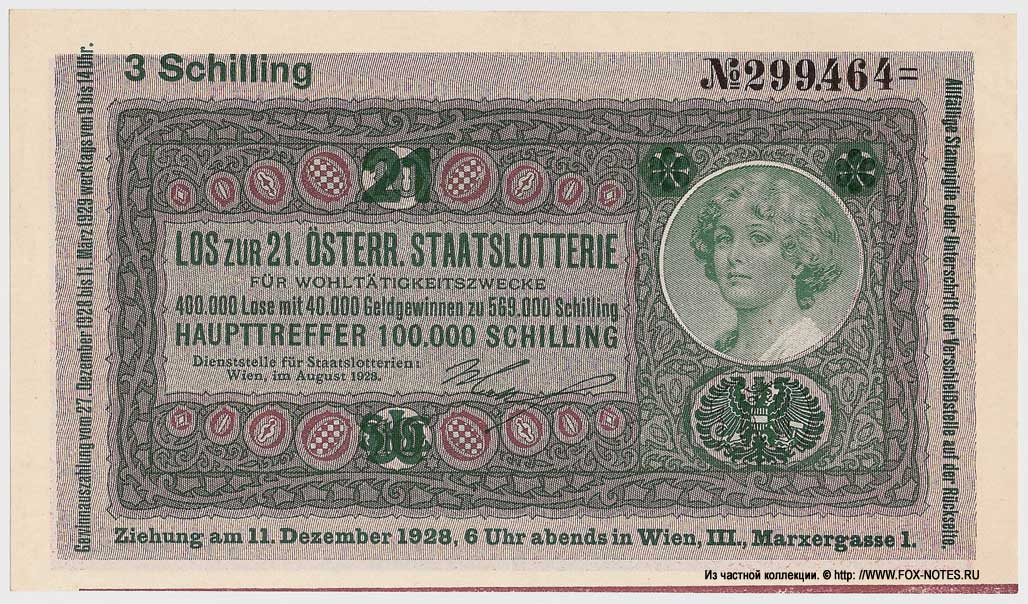 3 Schilling
№299.464=
21
LOS ZUR 21. ÖSTERR. STAATSLOTTERIE
FÜR WOHLTÄTIGKEITSZWECKE
400.000 Lose mit 40.000 Geldgewinnen zu 569.000 Schilling
HAUPTTREFFER 100.000 SCHILLING
Dienststelle für Staatslotterien:
Wien, im August 1928.
Ziehung am 11. Dezember 1928, 6 Uhr abends in Wien, III., Marxergasse 1.
Gewinnauszahlung vom 27. Dezember 1928 bis 11. März 1929 werktags von 9 bis 14 Uhr.
Allfällige Stampiglie oder Unterschrift der Verschleißstelle auf der Rückseite.
Из частной коллекции. © http: //WWW.FOX-NOTES.RU